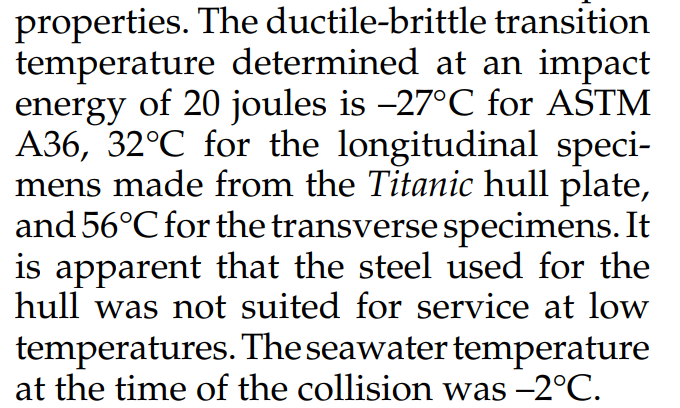 properties. The ductile-brittle transition
temperature determined at an impact
energy of 20 joules is –27°C for ASTM
A36, 32°C for the longitudinal speci-
mens made from the Titanic hull plate,
and 56°C for the transverse specimens. It
is apparent that the steel used for the
hull was not suited for service at low
temperatures. The seawater temperature
at the time of the collision was –2°C.